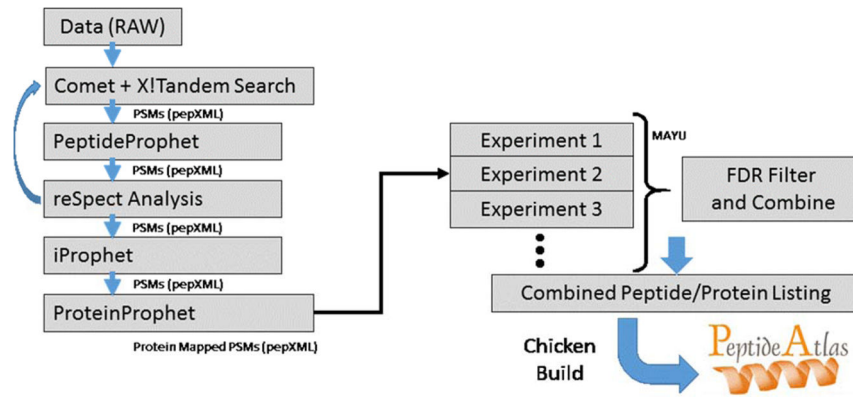 Data (RAW)
Comet + X!Tandem Search
PSMs (pepXML)
PeptideProphet
PSMs (pepXML)
reSpect Analysis
PSMs (pepXML)
iProphet
PSMs (pepXML)
ProteinProphet
Protein Mapped PSMs (pepXML)
Experiment 1
Experiment 2
Experiment 3
MAYU
FDR Filter
and Combine
Combined Peptide/Protein Listing
Chicken
Build
PeptideAtlas